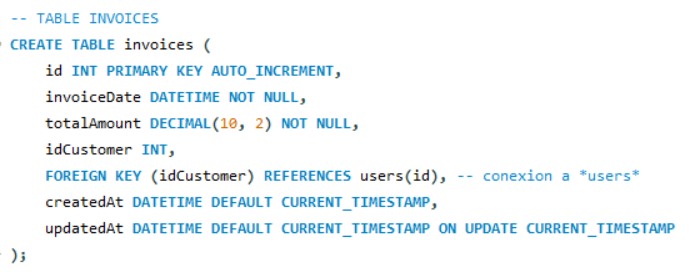 -- TABLE INVOICES
CREATE TABLE invoices (
id INT PRIMARY KEY AUTO_INCREMENT,
invoiceDate DATETIME NOT NULL,
totalAmount DECIMAL(10, 2) NOT NULL,
idCustomer INT,
FOREIGN KEY (idCustomer) REFERENCES users(id), -- conexion a *users*
createdAt DATETIME DEFAULT CURRENT_TIMESTAMP,
updatedAt DATETIME DEFAULT CURRENT_TIMESTAMP ON UPDATE CURRENT_TIMESTAMP
);